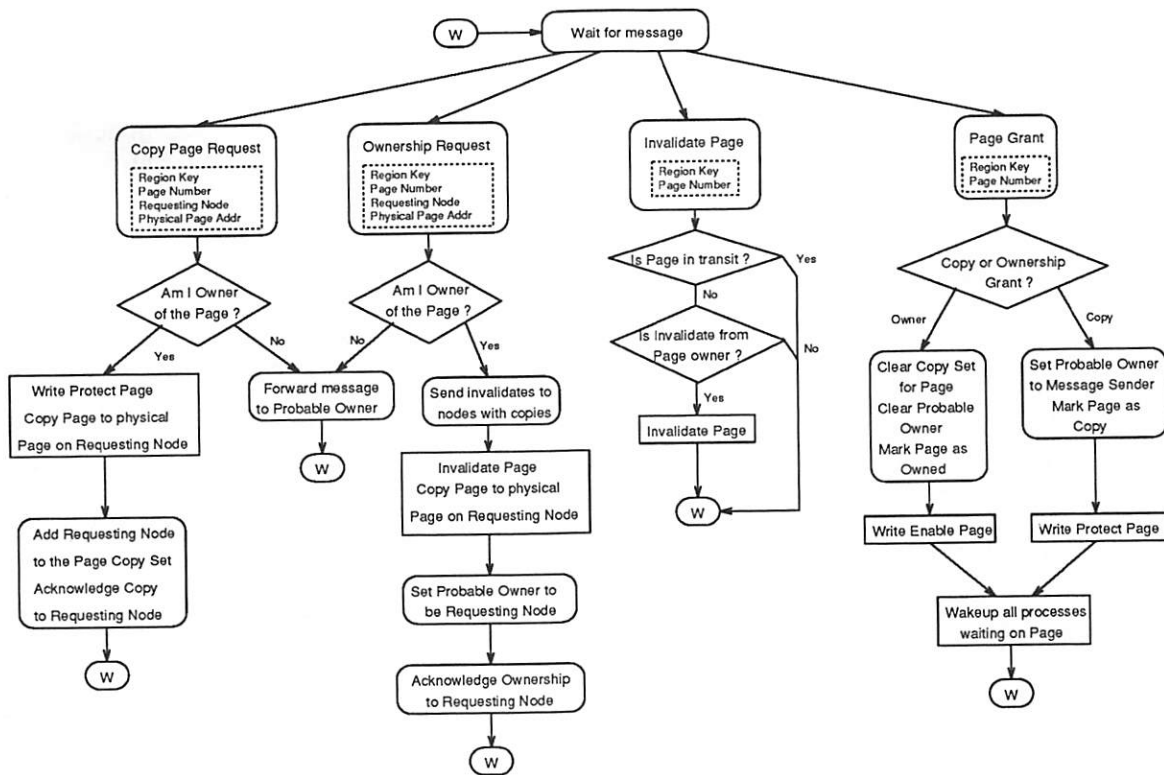 W
Wait for message
Copy Page Request
Region Key
Page Number
Requesting Node
Physical Page Addr
Am I Owner
of the Page ?
Yes
No
Write Protect Page
Copy Page to physical
Page on Requesting Node
Add Requesting Node
to the Page Copy Set
Acknowledge Copy
to Requesting Node
W
Ownership Request
Region Key
Page Number
Requesting Node
Physical Page Addr
Am I Owner
of the Page ?
No
Yes
Forward message
to Probable Owner
W
Send invalidates to
nodes with copies
Invalidate Page
Copy Page to physical
Page on Requesting Node
Set Probable Owner to
be Requesting Node
Acknowledge Ownership
to Requesting Node
W
Invalidate Page
Region Key
Page Number
Is Page in transit ?
Yes
No
Is Invalidate from
Page owner ?
No
Yes
Invalidate Page
W
Page Grant
Region Key
Page Number
Copy or Ownership
Grant ?
Owner
Copy
Clear Copy Set
for Page
Clear Probable
Owner
Mark Page as
Owned
Write Enable Page
Set Probable Owner
to Message Sender
Mark Page as
Copy
Write Protect Page
Wakeup all processes
waiting on Page
W